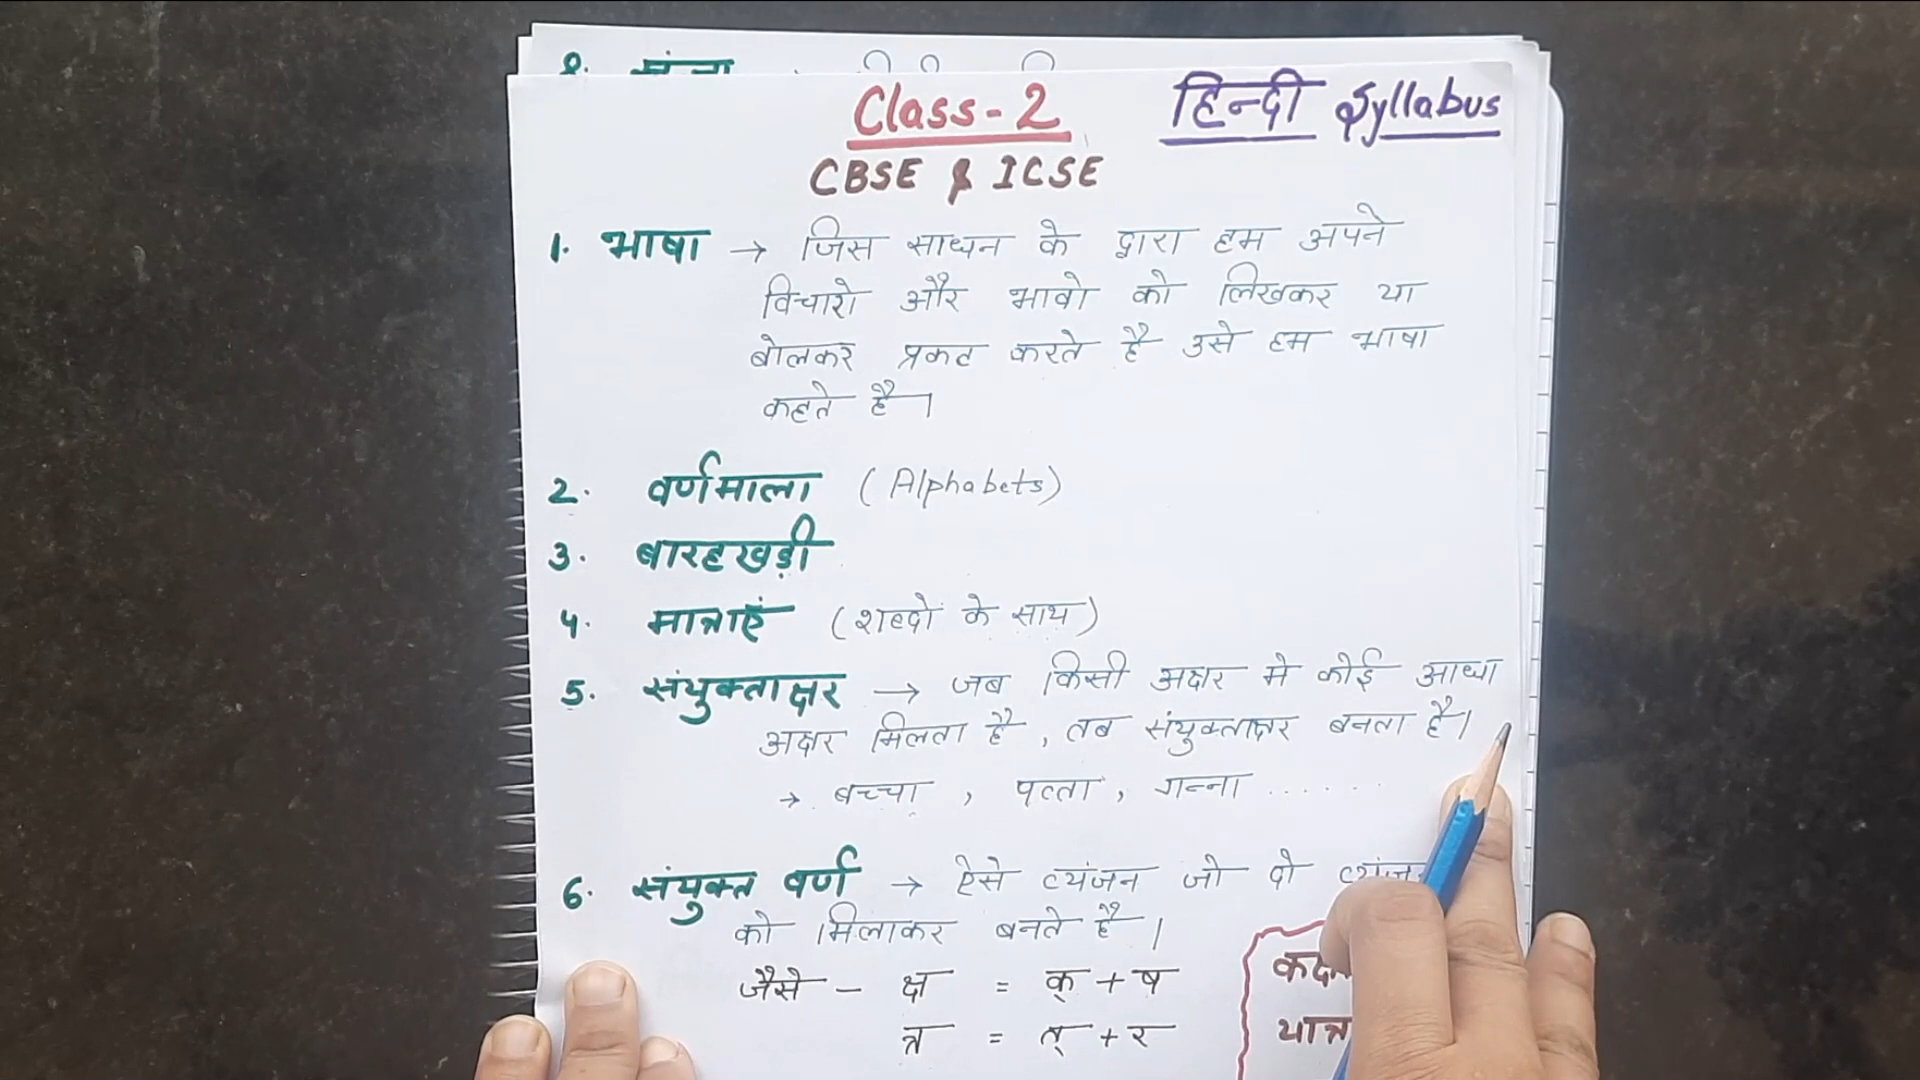 8. संज्ञा
Class-2 हिन्दी Syllabus
CBSE & ICSE
1. भाषा → जिस साधन के द्वारा हम अपने
विचारो और भावो को लिखकर या
बोलकर प्रकट करते है उसे हम भाषा
कहते है।
2. वर्णमाला (Alphabets)
3. बारहखड़ी
4. मात्राएं (शब्दो के साथ)
5. संयुक्ताक्षर → जब किसी अक्षर मे कोई आधा
अक्षर मिलता है, तब संयुक्ताक्षर बनता है।
→ बच्चा, पत्ता, गन्ना ......
6. संयुक्त वर्ण → ऐसे व्यंजन जो दो
को मिलाकर बनते है।
जैसे - क्ष = क् + ष
त्र = त् + र